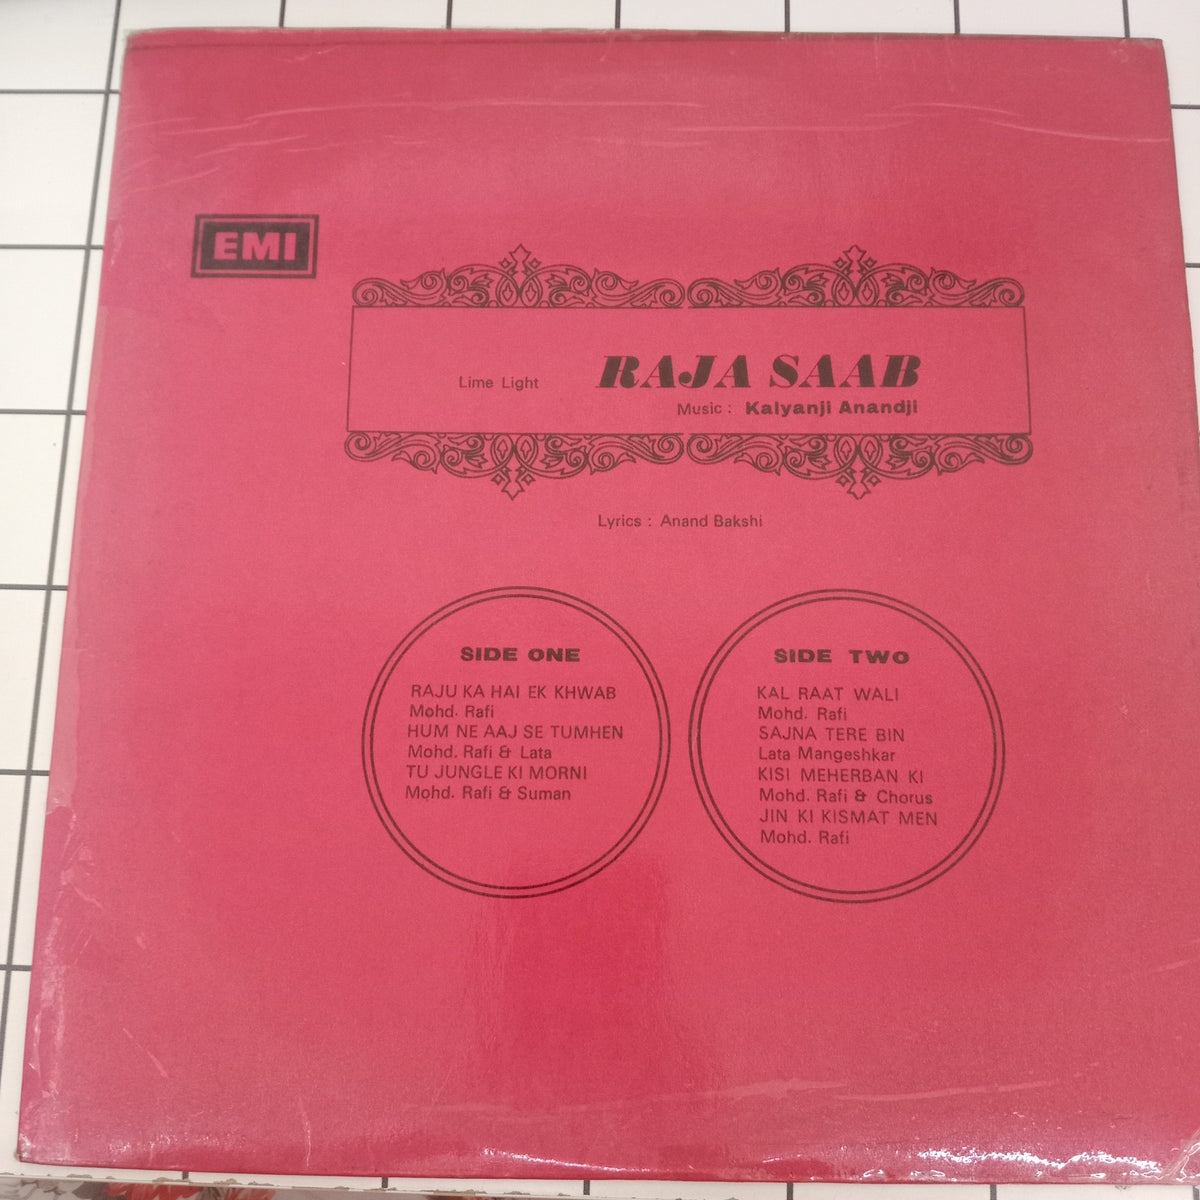 EMI
Lime Light RAJA SAAB
Music : Kalyanji Anandji
Lyrics : Anand Bakshi
SIDE ONE
RAJU KA HAI EK KHWAB
Mohd. Rafi
HUM NE AAJ SE TUMHEN
Mohd. Rafi & Lata
TU JUNGLE KI MORNI
Mohd. Rafi & Suman
SIDE TWO
KAL RAAT WALI
Mohd. Rafi
SAJNA TERE BIN
Lata Mangeshkar
KISI MEHERBAN KI
Mohd. Rafi & Chorus
JIN KI KISMAT MEN
Mohd. Rafi